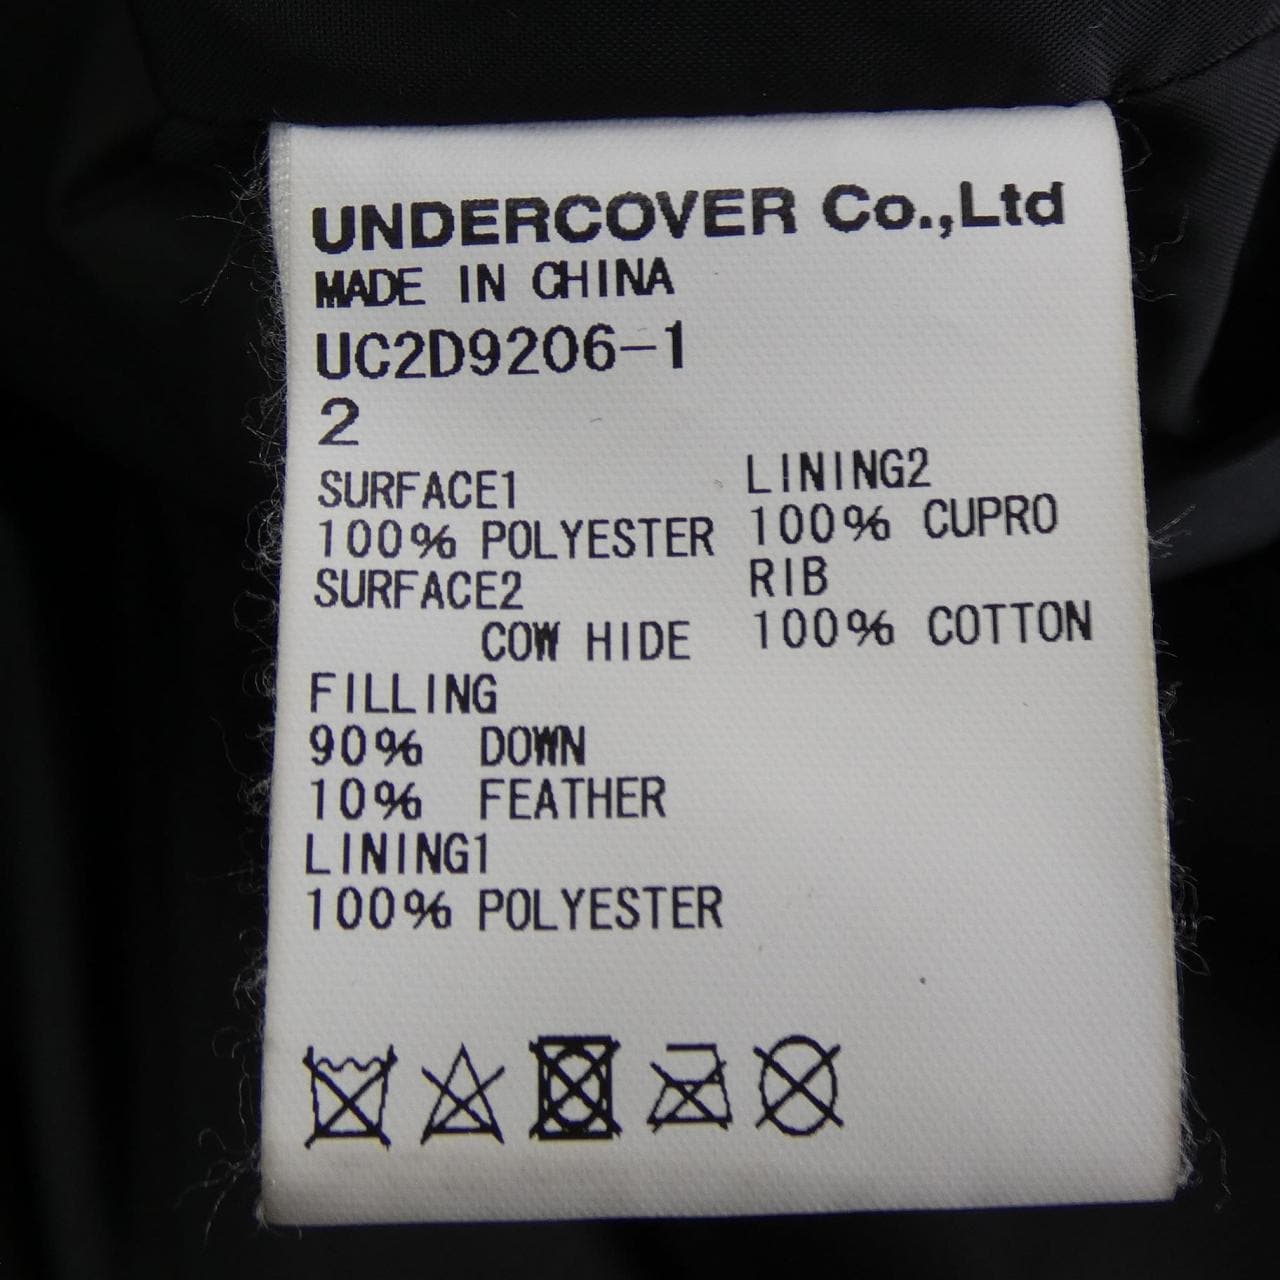 UNDERCOVER Co.,Ltd
MADE IN CHINA
UC2D9206-1
2
SURFACE1
100% POLYESTER
SURFACE2
COW HIDE
FILLING
90% DOWN
10% FEATHER
LINING1
100% POLYESTER
LINING2
100% CUPRO
RIB
100% COTTON